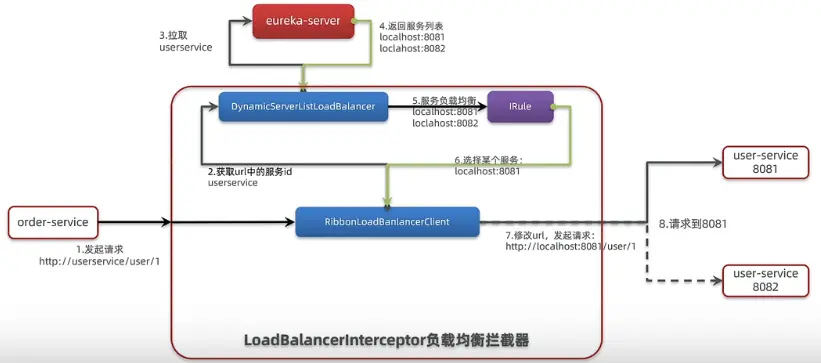 eureka-server
3.拉取
userservice
4.返回服务列表
localhost:8081
loclahost:8082
DynamicServerListLoadBalancer
5.服务负载均衡
localhost:8081
loclahost:8082
IRule
2.获取url中的服务id
userservice
6.选择某个服务：
localhost:8081
user-service
8081
order-service
RibbonLoadBanlancerClient
1.发起请求
http://userservice/user/1
7.修改url，发起请求：
http://localhost:8081/user/1
8.请求到8081
user-service
8082
LoadBalancerInterceptor负载均衡拦截器